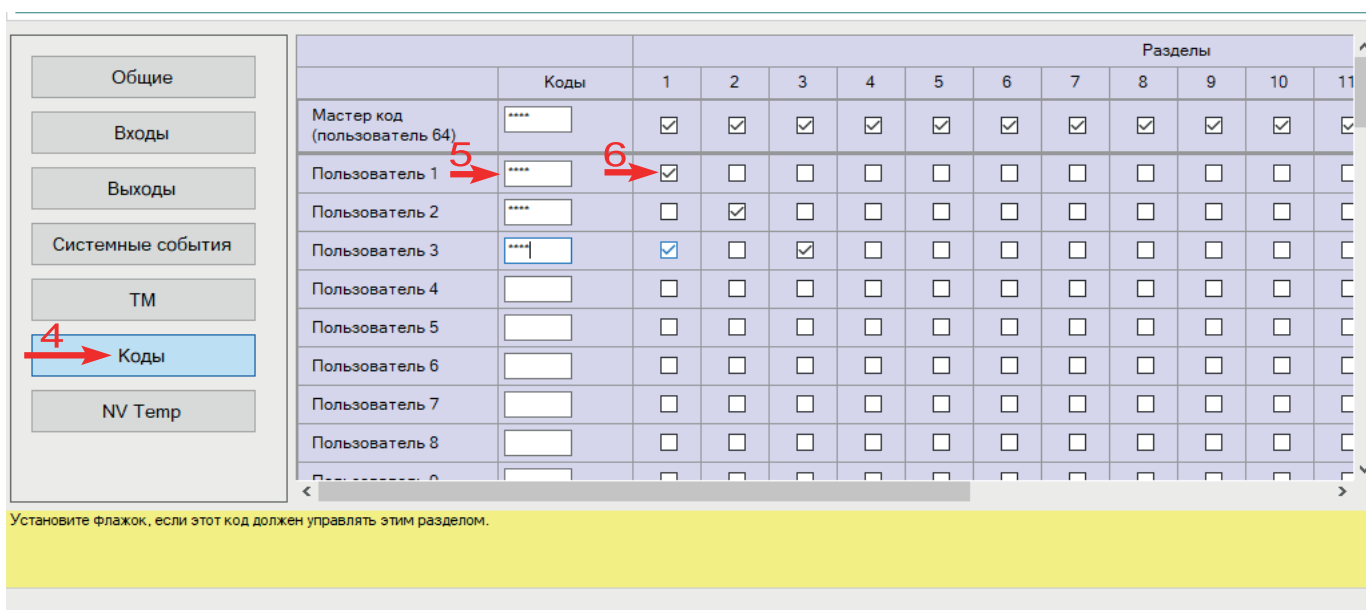 Общие
Входы
Выходы
Системные события
ТМ
4
Коды
NV Temp
Разделы
Коды 1 2 3 4 5 6 7 8 9 10 11
Мастер код
(пользователь 64) ****
5 6
Пользователь 1 ****
Пользователь 2 ****
Пользователь 3 ****
Пользователь 4
Пользователь 5
Пользователь 6
Пользователь 7
Пользователь 8
Установите флажок, если этот код должен управлять этим разделом.